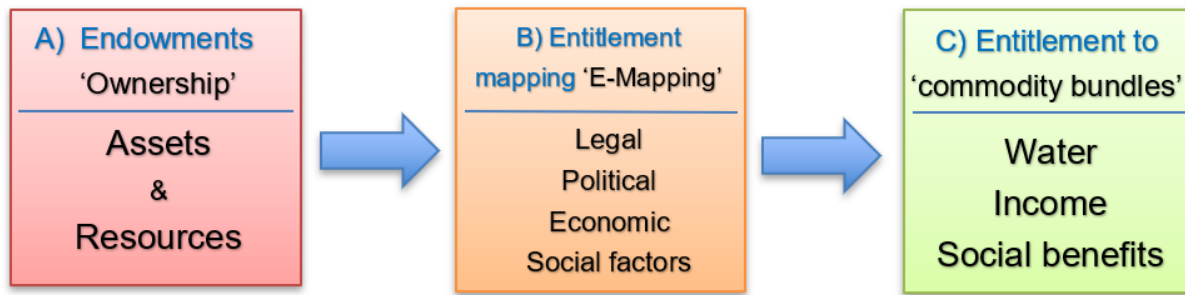 A) Endowments
‘Ownership’
Assets
&
Resources
B) Entitlement
mapping ‘E-Mapping’
Legal
Political
Economic
Social factors
C) Entitlement to
‘commodity bundles’
Water
Income
Social benefits